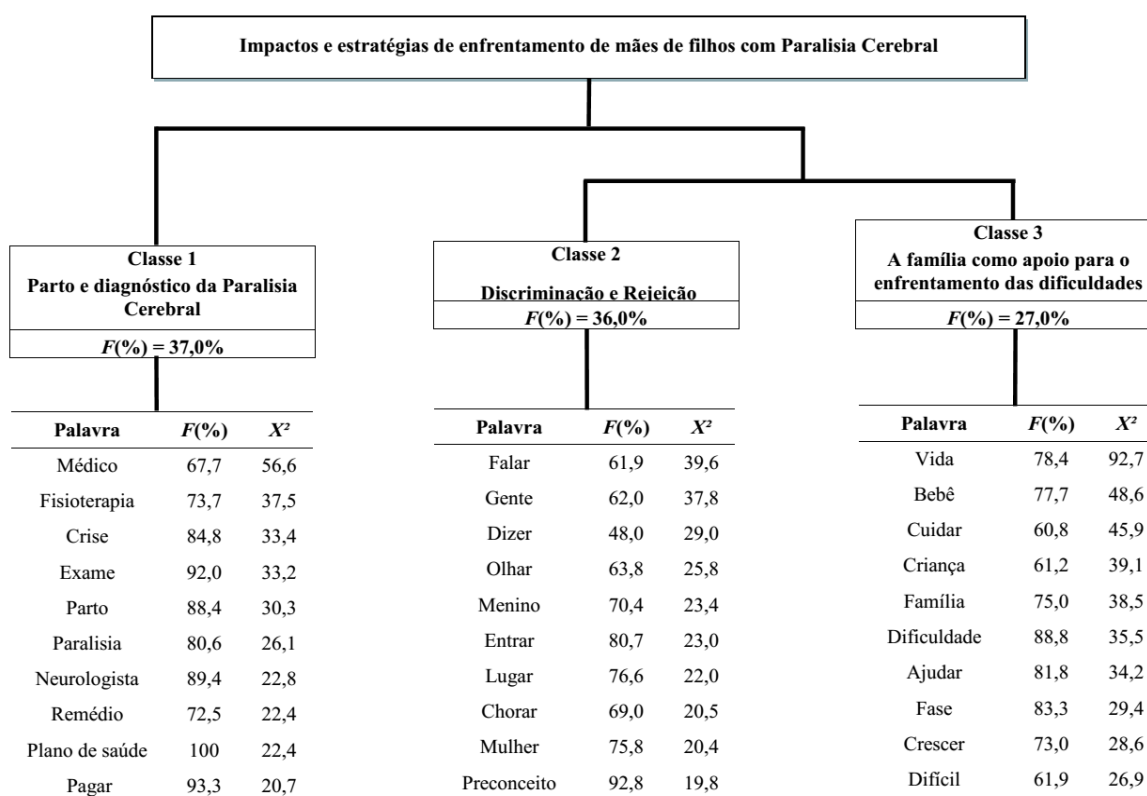 Impactos e estratégias de enfrentamento de mães de filhos com Paralisia Cerebral
Classe 1
Parto e diagnóstico da Paralisia
Cerebral
F(%) = 37,0%
Palavra F(%) X²
Médico 67,7 56,6
Fisioterapia 73,7 37,5
Crise 84,8 33,4
Exame 92,0 33,2
Parto 88,4 30,3
Paralisia 80,6 26,1
Neurologista 89,4 22,8
Remédio 72,5 22,4
Plano de saúde 100 22,4
Pagar 93,3 20,7
Classe 2
Discriminação e Rejeição
F(%) = 36,0%
Palavra F(%) X²
Falar 61,9 39,6
Gente 62,0 37,8
Dizer 48,0 29,0
Olhar 63,8 25,8
Menino 70,4 23,4
Entrar 80,7 23,0
Lugar 76,6 22,0
Chorar 69,0 20,5
Mulher 75,8 20,4
Preconceito 92,8 19,8
Classe 3
A família como apoio para o
enfrentamento das dificuldades
F(%) = 27,0%
Palavra F(%) X²
Vida 78,4 92,7
Bebê 77,7 48,6
Cuidar 60,8 45,9
Criança 61,2 39,1
Família 75,0 38,5
Dificuldade 88,8 35,5
Ajudar 81,8 34,2
Fase 83,3 29,4
Crescer 73,0 28,6
Difícil 61,9 26,9